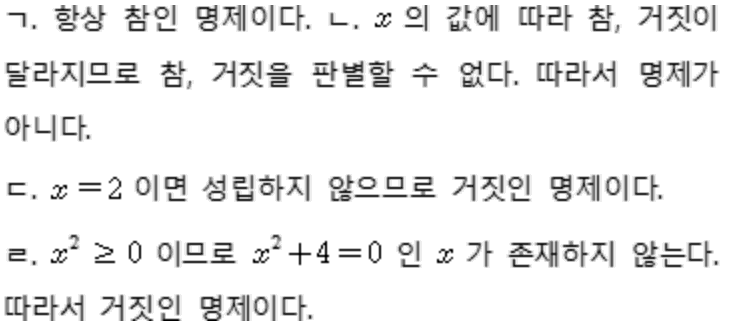 ㄱ. 항상 참인 명제이다. ㄴ. x 의 값에 따라 참, 거짓이
달라지므로 참, 거짓을 판별할 수 없다. 따라서 명제가
아니다.
ㄷ. x=2 이면 성립하지 않으므로 거짓인 명제이다.
ㄹ. x² ≥ 0 이므로 x²+4=0 인 x 가 존재하지 않는다.
따라서 거짓인 명제이다.